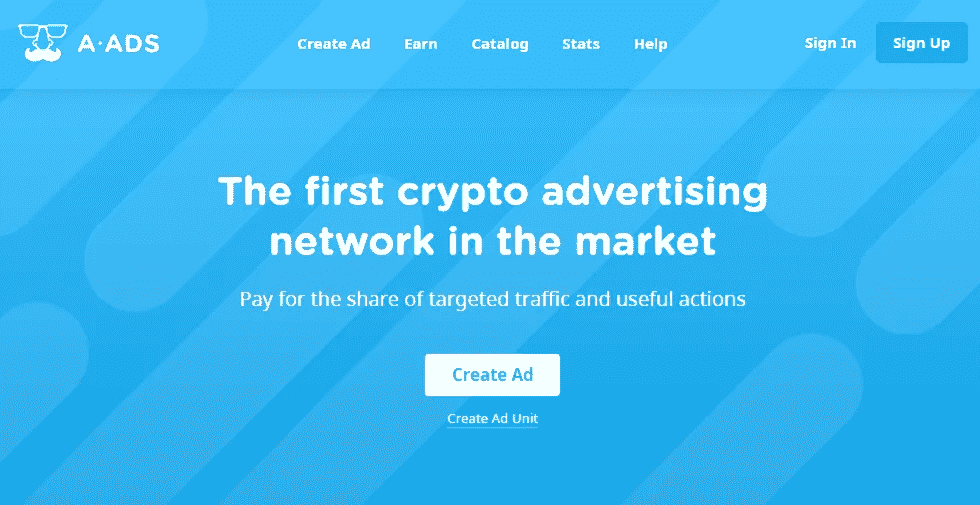 A-ADS
Create Ad
Earn
Catalog
Stats
Help
Sign In
Sign Up
The first crypto advertising
network in the market
Pay for the share of targeted traffic and useful actions
Create Ad
Create Ad Unit